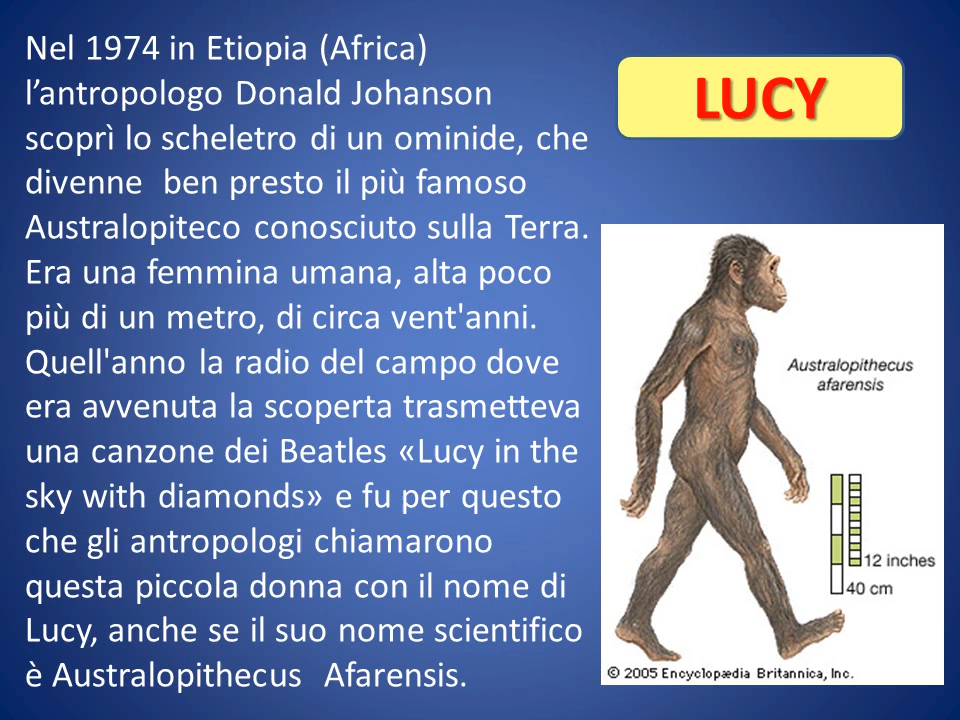 Nel 1974 in Etiopia (Africa)
l’antropologo Donald Johanson
scoprì lo scheletro di un ominide, che
divenne  ben presto il più famoso
Australopiteco conosciuto sulla Terra.
Era una femmina umana, alta poco
più di un metro, di circa vent'anni.
Quell'anno la radio del campo dove
era avvenuta la scoperta trasmetteva
una canzone dei Beatles «Lucy in the
sky with diamonds» e fu per questo
che gli antropologi chiamarono
questa piccola donna con il nome di
Lucy, anche se il suo nome scientifico
è Australopithecus  Afarensis.
LUCY
Australopithecus
afarensis
12 inches
40 cm
© 2005 Encyclopædia Britannica, Inc.